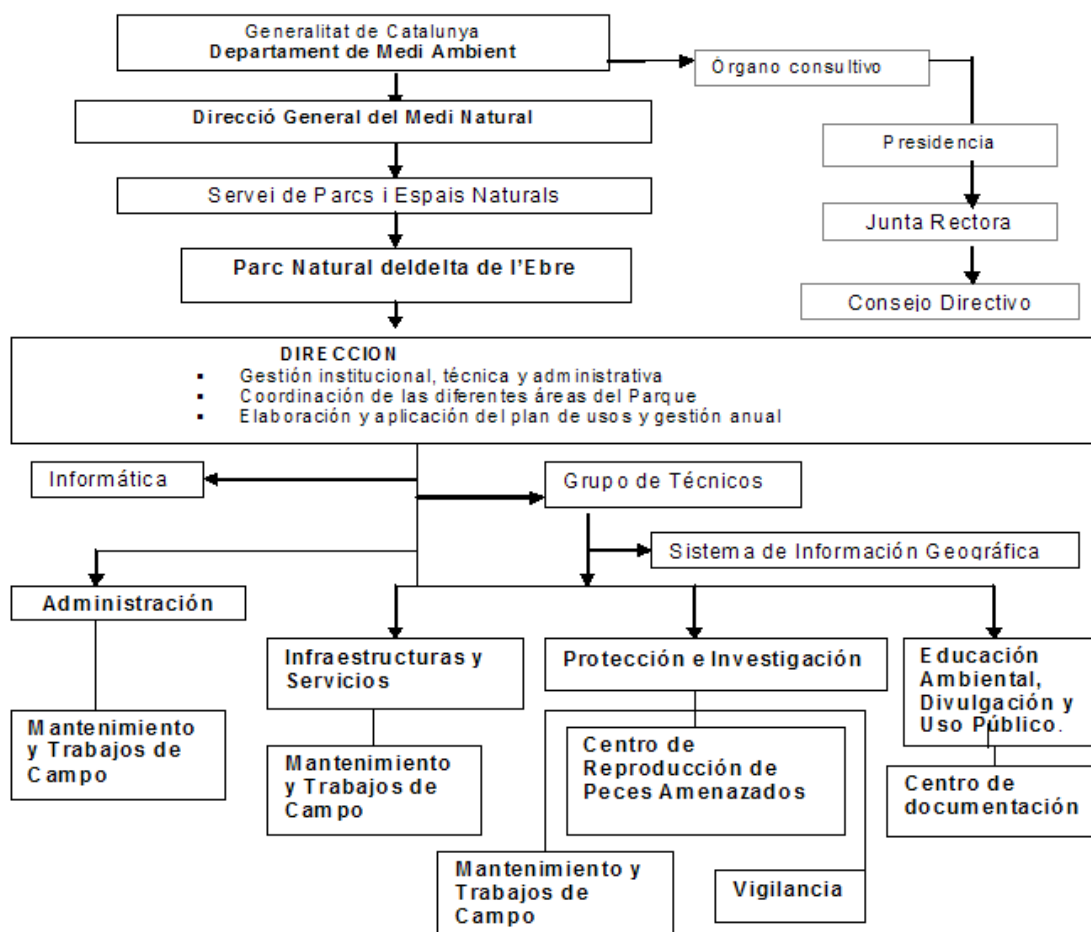 Generalitat de Catalunya
Departament de Medi Ambient
Órgano consultivo
Direcció General del Medi Natural
Presidencia
Servei de Parcs i Espais Naturals
Junta Rectora
Parc Natural deldelta de l'Ebre
Consejo Directivo
DIRECCION
▪ Gestión institucional, técnica y administrativa
▪ Coordinación de las diferentes áreas del Parque
▪ Elaboración y aplicación del plan de usos y gestión anual
Informática
Grupo de Técnicos
Sistema de Información Geográfica
Administración
Infraestructuras y
Servicios
Protección e Investigación
Educación
Ambiental,
Divulgación y
Uso Público.
Mantenimiento
y Trabajos de
Campo
Mantenimiento
y Trabajos de
Campo
Centro de
Reproducción de
Peces Amenazados
Centro de
documentación
Mantenimiento y
Trabajos de
Campo
Vigilancia